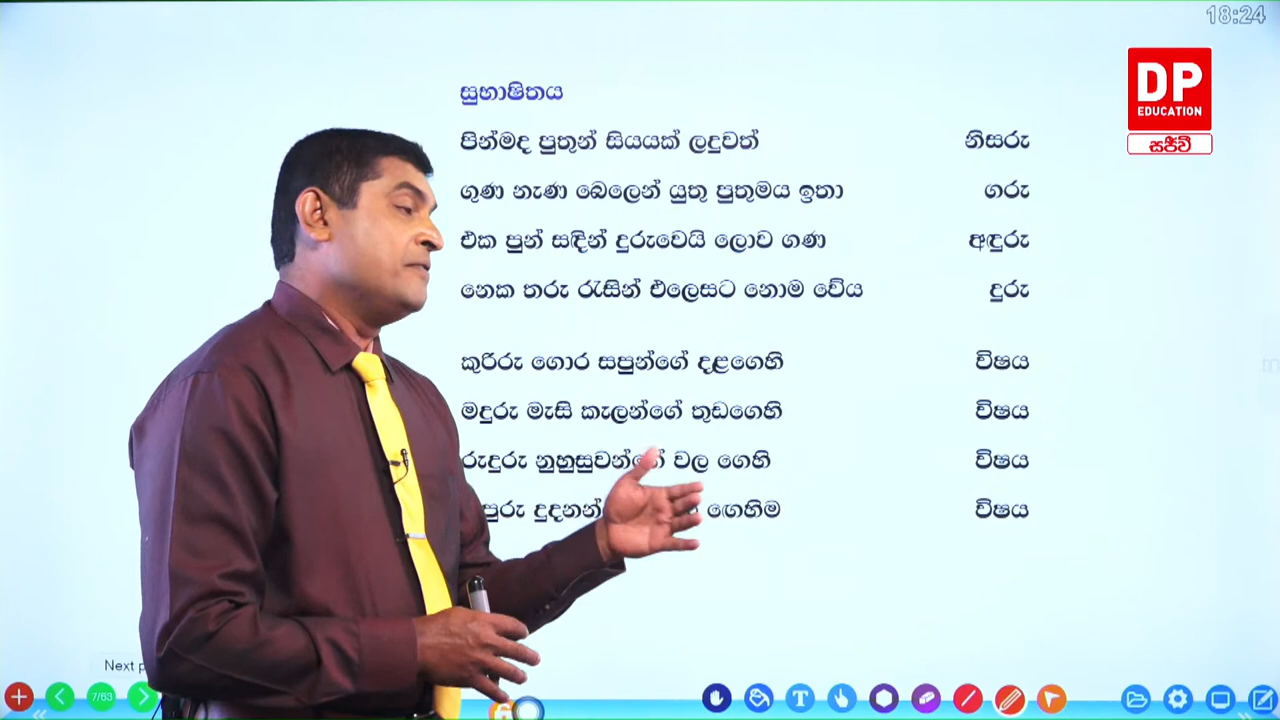 18:24
DP
EDUCATION
සජීවී
සුභාෂිතය
පින්මද පුතුන් සියයක් ලදුවත් නිසරු
ගුණ නැණ බෙලෙන් යුතු පුතුමය ඉතා ගරු
එක පුන් සඳින් දුරුවෙයි ලොව ගණ අඳුරු
නෙක තරු රැසින් එලෙසට නොම වේය දුරු
කුරිරු ගොර සපුන්ගේ දළගෙහි විෂය
මදුරු මැසි කැලන්ගේ තුඩගෙහි විෂය
රුදුරු නුහුසුවන්ගේ වල ගෙහි විෂය
දුදනන් ඟෙහිම විෂය
Next
7/63